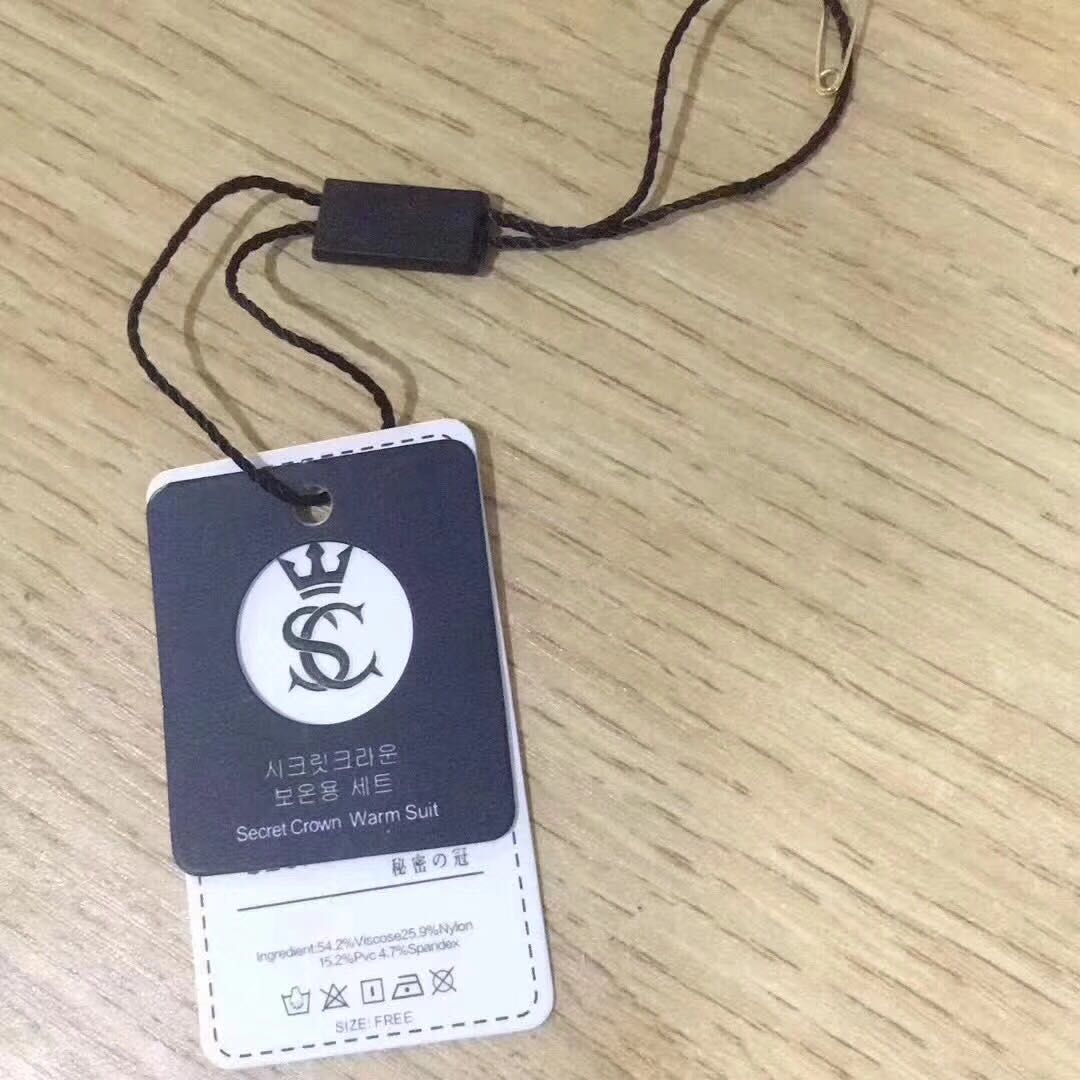 SC
시크릿크라운
보온용 세트
Secret Crown Warm Suit
秘密の冠
Ingredient:54.2%Viscose25.9%Nylon
15.2%Pvc 4.7%Spandex
SIZE: FREE